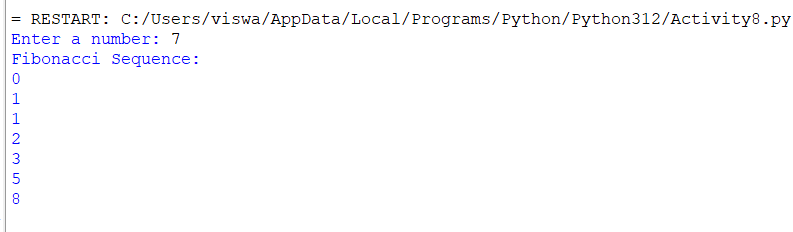 = RESTART: C:/Users/viswa/AppData/Local/Programs/Python/Python312/Activity8.py
Enter a number: 7
Fibonacci Sequence:
0
1
1
2
3
5
8